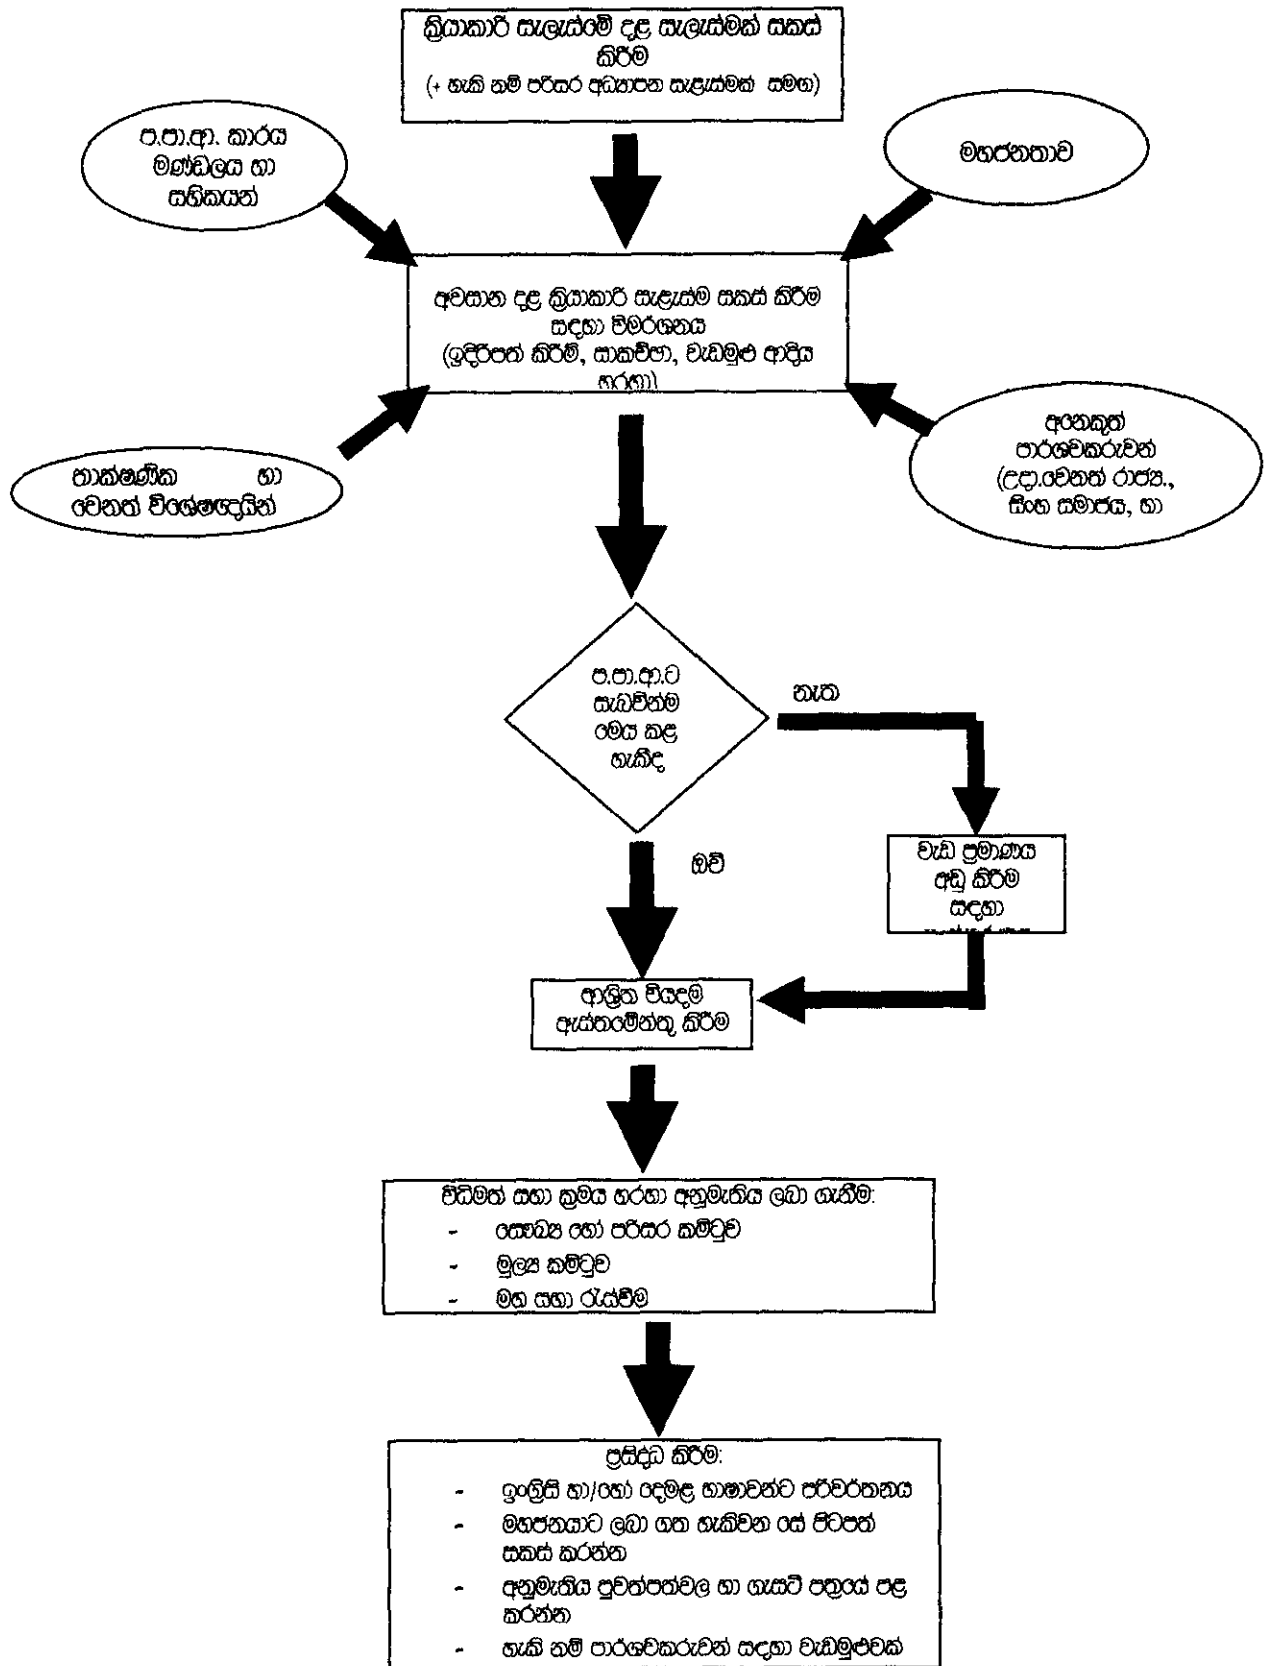 ක්‍රියාකාරි සැලැස්මේ දළ සැලැස්මක් සකස්
කිරීම
(+ හැකි නම් පරිසර අධ්‍යාපන සැළැස්මක් සමඟ)
ප.පා.ආ. කාර්ය
මණ්ඩලය හා
සභිකයන්
මහජනතාව
අවසාන දළ ක්‍රියාකාරි සැළැස්ම සකස් කිරීම
සඳහා විමර්ශනය
(ඉදිරිපත් කිරීම්, සාකච්ඡා, වැඩමුළු ආදිය
හරහා)
තාක්ෂණික හා
වෙනත් විශේෂඥයින්
අනෙකුත්
පාර්ශවකරුවන්
(උදා.වෙනත් රාජ්‍ය.,
සිංහ සමාජය, හා
ප.පා.ආ.ට
සැබවින්ම
මෙය කළ
හැකිද
නැත
ඔව්
වැඩ ප්‍රමාණය
අඩු කිරීම
සඳහා
ආශ්‍රිත වියදම්
ඇස්තමේන්තු කිරීම
විධිමත් සභා ක්‍රමය හරහා අනුමැතිය ලබා ගැනීම:
- සෞඛ්‍ය හෝ පරිසර කමිටුව
- මුල්‍ය කමිටුව
- මහ සභා රැස්වීම
ප්‍රසිද්ධ කිරීම:
- ඉංග්‍රිසි හා/හෝ දෙමළ භාෂාවන්ට පරිවර්තනය
- මහජනයාට ලබා ගත හැකිවන සේ පිටපත්
සකස් කරන්න
- අනුමැතිය පුවත්පත්වල හා ගැසට් පත්‍රයේ පළ
කරන්න
- හැකි නම් පාර්ශවකරුවන් සඳහා වැඩමුළුවක්